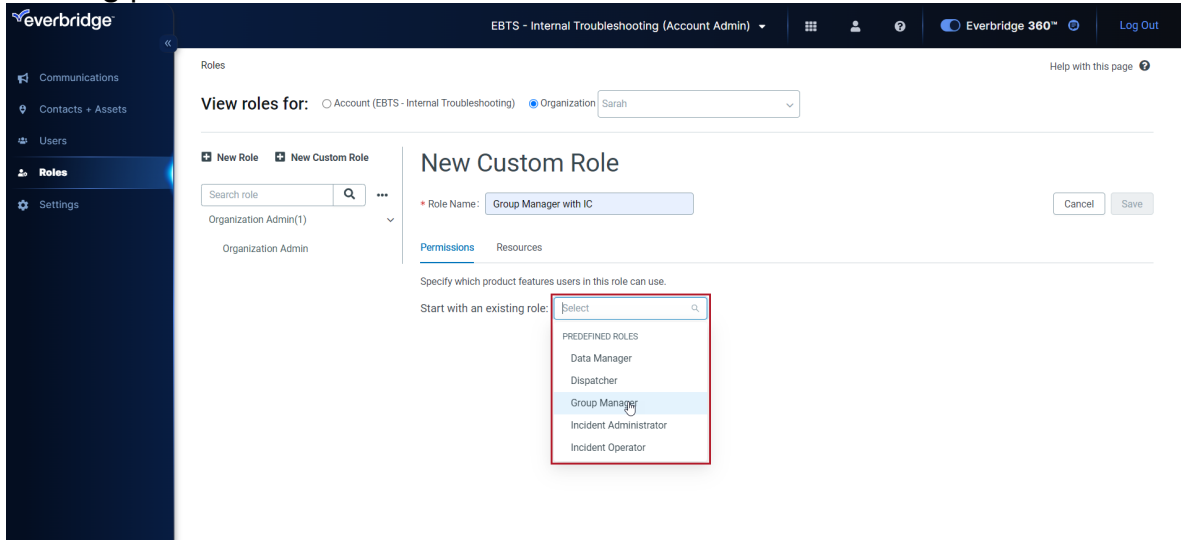 everbridge
EBTS - Internal Troubleshooting (Account Admin)
Everbridge 360™
Log Out
«
Communications
Contacts + Assets
Users
Roles
Settings
Roles
Help with this page
View roles for:
Account (EBTS - Internal Troubleshooting)
Organization
Sarah
New Role
New Custom Role
Search role
Organization Admin(1)
Organization Admin
New Custom Role
* Role Name:
Group Manager with IC
Cancel
Save
Permissions
Resources
Specify which product features users in this role can use.
Start with an existing role:
Select
PREDEFINED ROLES
Data Manager
Dispatcher
Group Manager
Incident Administrator
Incident Operator